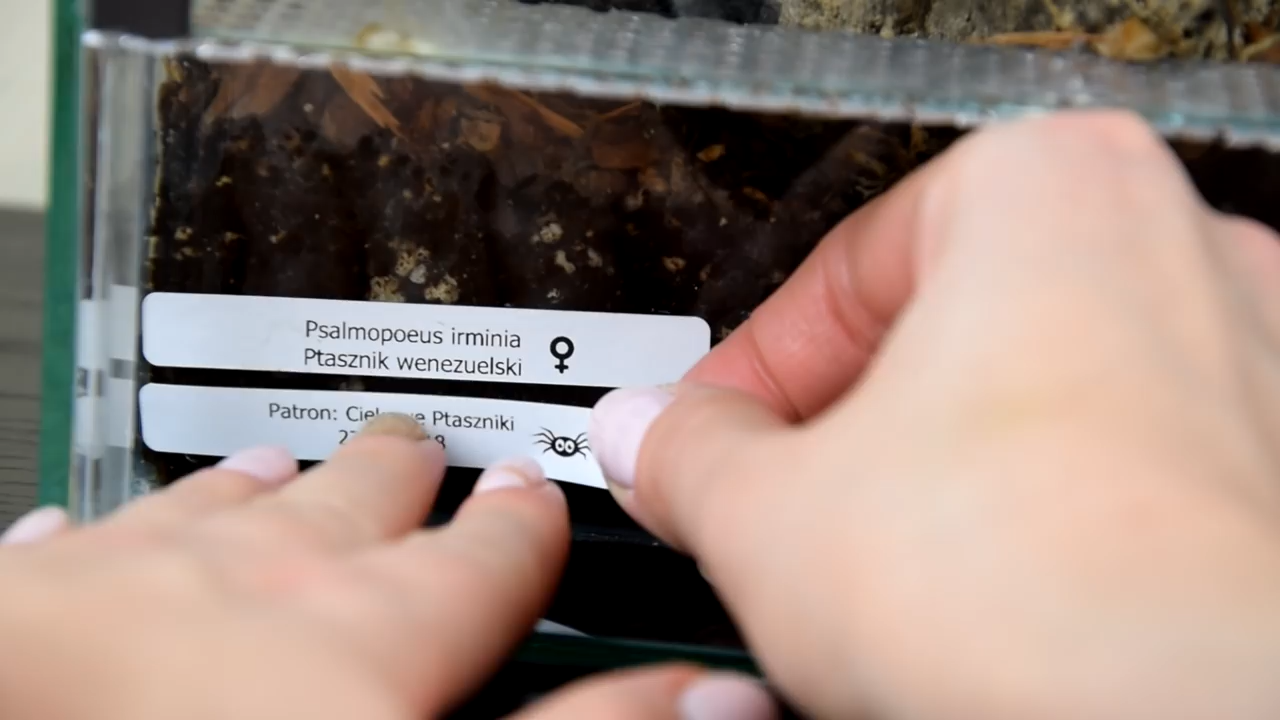 Psalmopoeus irminia
Ptasznik wenezuelski
Patron: Ptaszniki